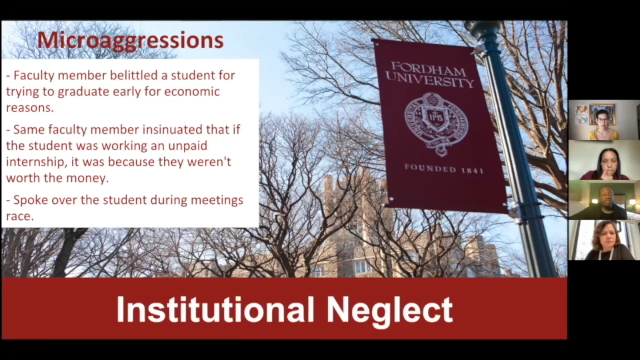 Microaggressions
- Faculty member belittled a student for
trying to graduate early for economic
reasons.
- Same faculty member insinuated that if
the student was working an unpaid
internship, it was because they weren't
worth the money.
- Spoke over the student during meetings
race.
FORDHAM
UNIVERSITY
FOUNDED 1841
Institutional Neglect